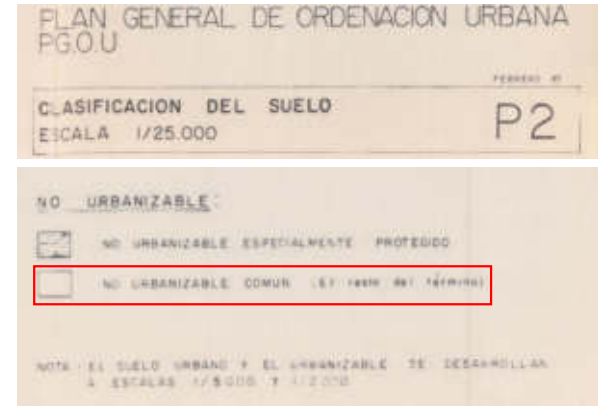 PLAN GENERAL DE ORDENACION URBANA
P.G.O.U
FEBRERO
CLASIFICACION DEL SUELO
ESCALA 1/25.000
P2
NO URBANIZABLE:
NO URBANIZABLE ESPECIALMENTE PROTEGIDO
NO URBANIZABLE COMUN (El resto del término)
NOTA: EL SUELO URBANO Y EL URBANIZABLE SE DESARROLLAN
A ESCALAS 1/5000 Y 1/2000